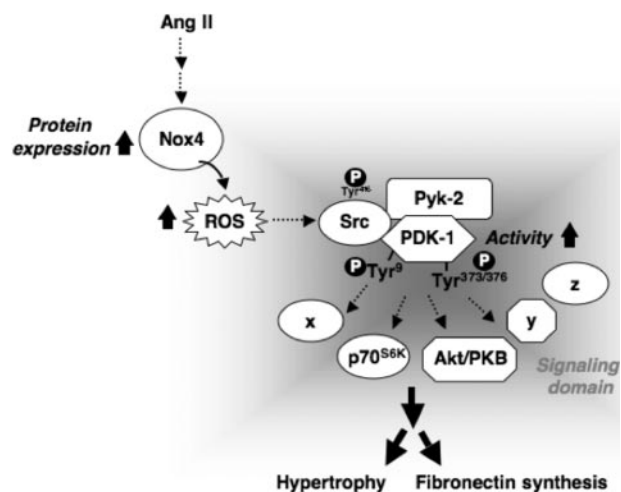 Ang II
Protein
expression
Nox4
ROS
P
Tyr416
Src
Pyk-2
PDK-1
Activity
P Tyr9
P
Tyr373/376
x
p70S6K
Akt/PKB
y
z
Signaling
domain
Hypertrophy
Fibronectin synthesis